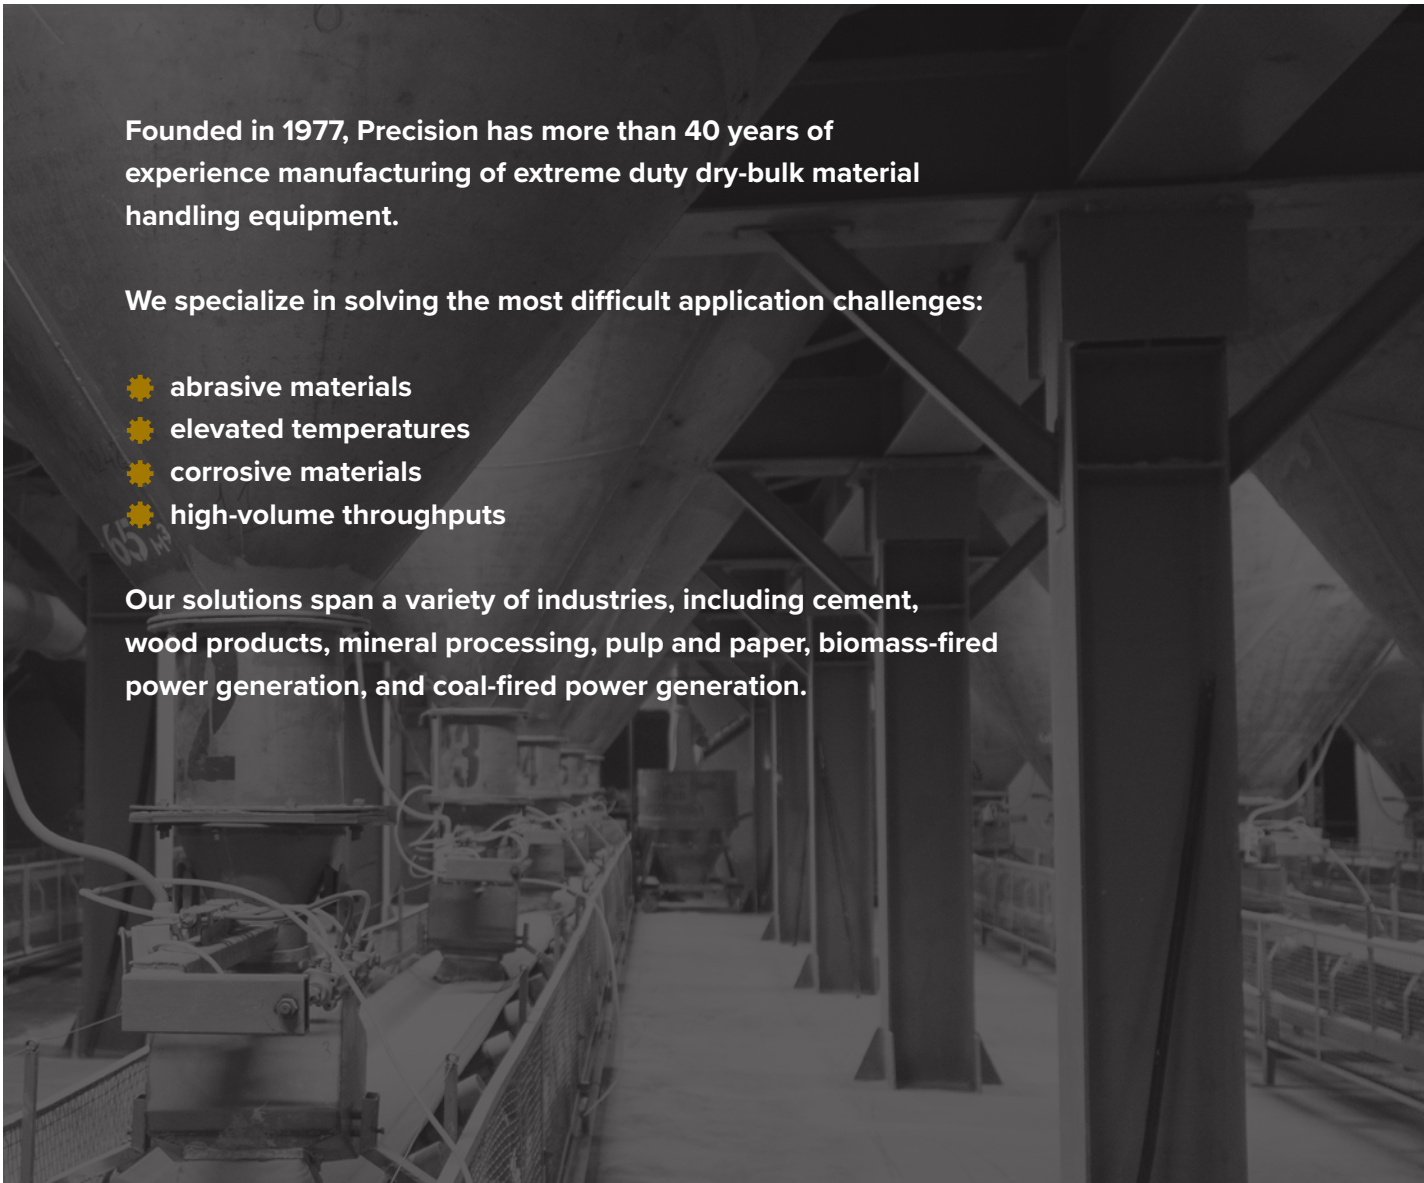 Founded in 1977, Precision has more than 40 years of
experience manufacturing of extreme duty dry-bulk material
handling equipment.
We specialize in solving the most difficult application challenges:
abrasive materials
elevated temperatures
corrosive materials
high-volume throughputs
Our solutions span a variety of industries, including cement,
wood products, mineral processing, pulp and paper, biomass-fired
power generation, and coal-fired power generation.
3